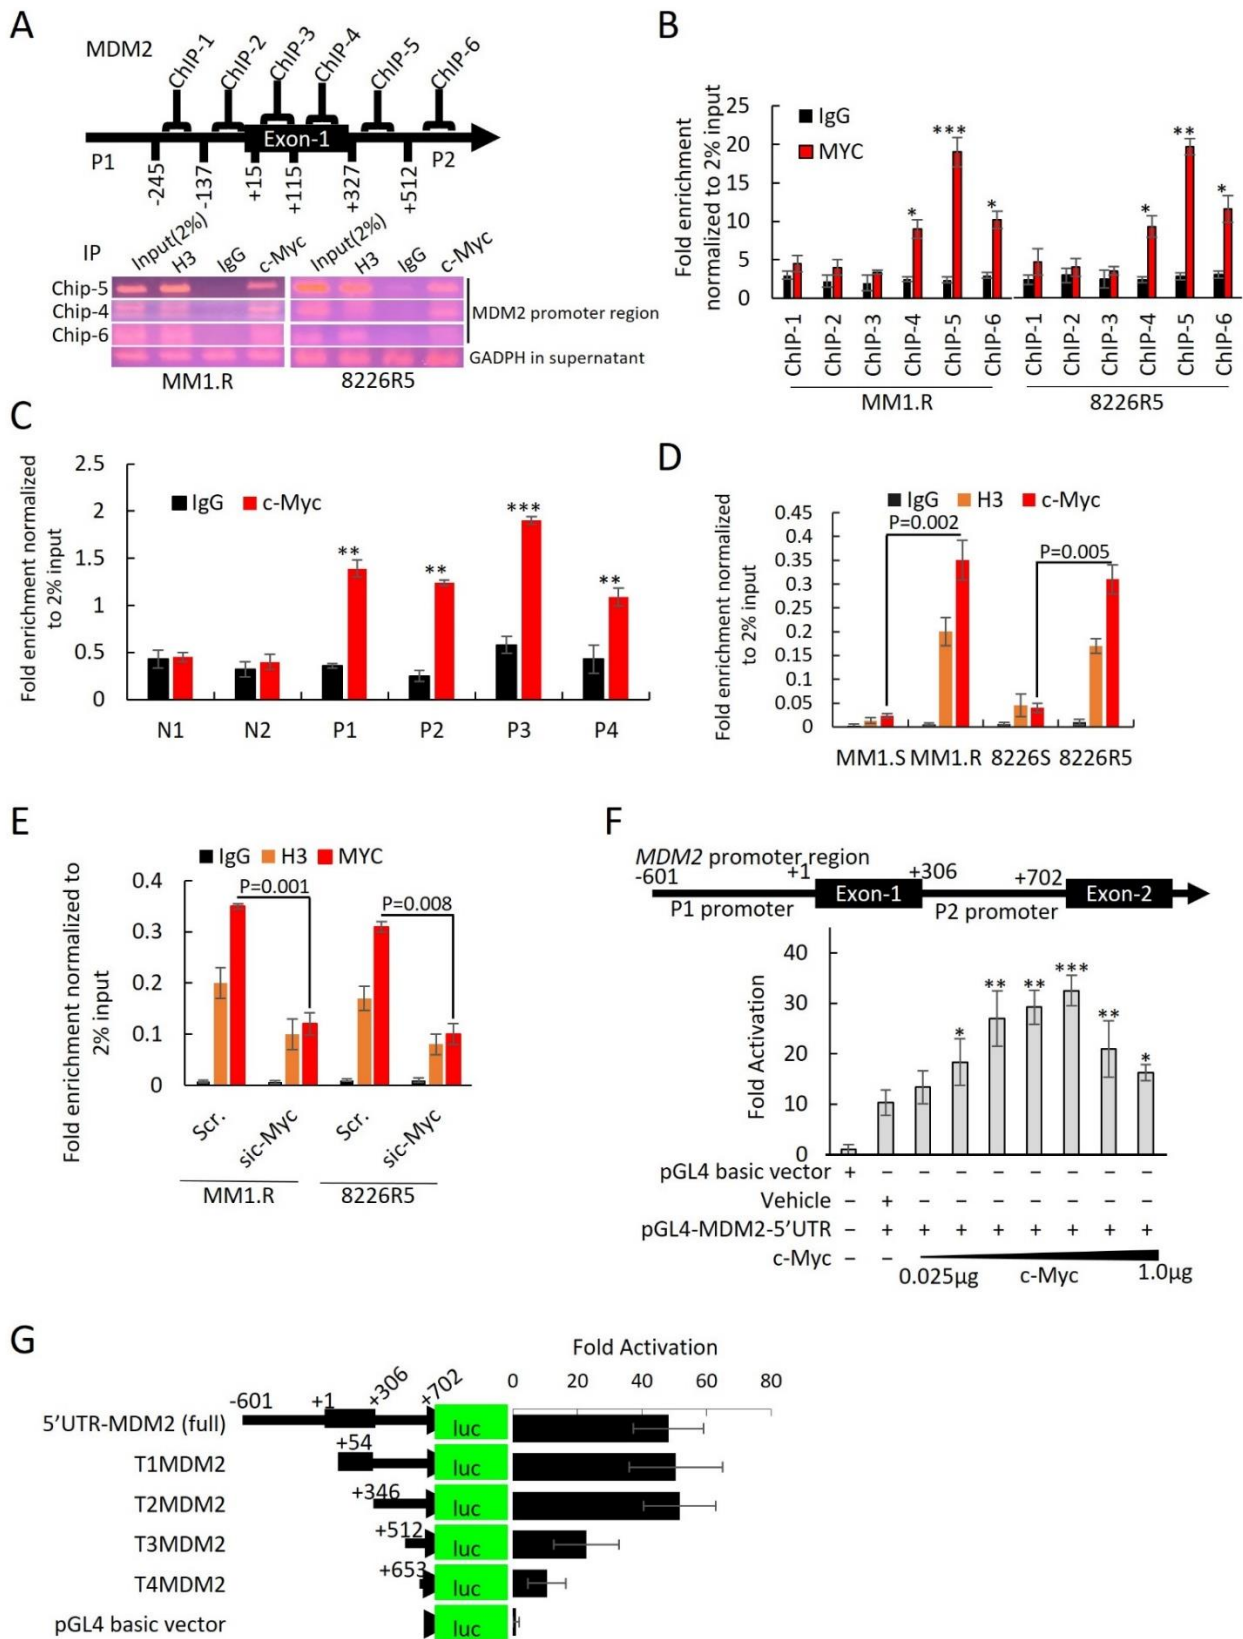 A
MDM2
ChIP-1
ChIP-2
ChIP-3
ChIP-4
ChIP-5
ChIP-6
Exon-1
P1
P2
-245
-137
+15
+115
+327
+512
IP
Input(2%)
H3
IgG
c-Myc
Input(2%)
H3
IgG
c-Myc
Chip-5
Chip-4
Chip-6
MDM2 promoter region
GADPH in supernatant
MM1.R
8226R5
B
Fold enrichment
normalized to 2% input
25
20
15
10
5
0
IgG
MYC
*
***
*
*
**
*
ChIP-1
ChIP-2
ChIP-3
ChIP-4
ChIP-5
ChIP-6
ChIP-1
ChIP-2
ChIP-3
ChIP-4
ChIP-5
ChIP-6
MM1.R
8226R5
C
Fold enrichment normalized
to 2% input
2.5
2
1.5
1
0.5
0
IgG
c-Myc
**
**
***
**
N1
N2
P1
P2
P3
P4
D
Fold enrichment normalized
to 2% input
IgG
H3
c-Myc
0.45
0.4
0.35
0.3
0.25
0.2
0.15
0.1
0.05
0
P=0.002
P=0.005
MM1.S
MM1.R
8226S
8226R5
E
Fold enrichment normalized to
2% input
IgG
H3
MYC
0.4
0.3
0.2
0.1
0
P=0.001
P=0.008
Scr.
sic-Myc
Scr.
sic-Myc
MM1.R
8226R5
F
MDM2 promoter region
-601
+1
+306
+702
Exon-1
Exon-2
P1 promoter
P2 promoter
Fold Activation
40
30
20
10
0
*
**
**
***
**
*
pGL4 basic vector + – – – – – – – –
Vehicle – + – – – – – – –
pGL4-MDM2-5’UTR – + + + + + + + +
c-Myc – –
0.025µg
c-Myc
1.0µg
G
Fold Activation
0
20
40
60
80
-601
+1
+306
+702
5’UTR-MDM2 (full)
luc
+54
T1MDM2
luc
+346
T2MDM2
luc
+512
T3MDM2
luc
+653
T4MDM2
luc
pGL4 basic vector
luc